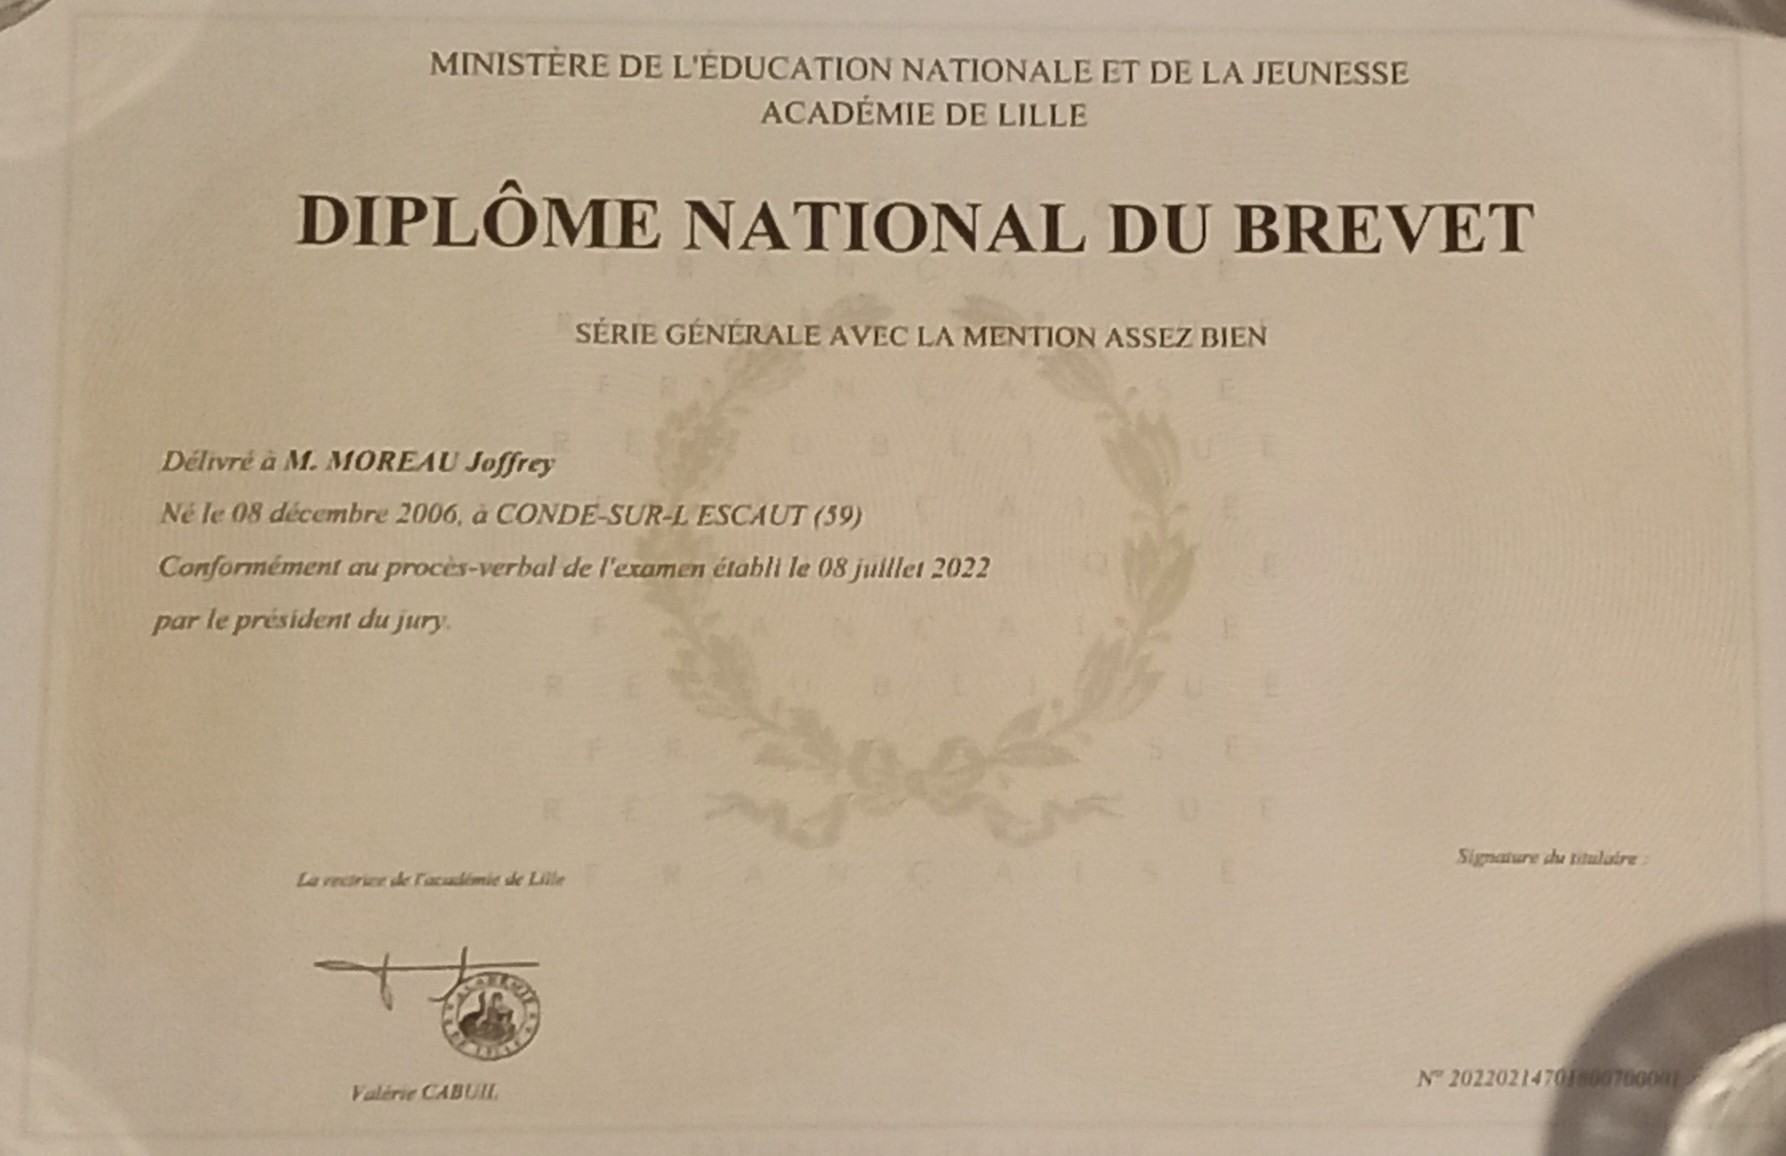 MINISTÈRE DE L'ÉDUCATION NATIONALE ET DE LA JEUNESSE
ACADÉMIE DE LILLE
DIPLÔME NATIONAL DU BREVET
SÉRIE GÉNÉRALE AVEC LA MENTION ASSEZ BIEN
Délivré à M. MOREAU Joffrey
Né le 08 décembre 2006, à CONDE-SUR-L ESCAUT (59)
Conformément au procès-verbal de l'examen établi le 08 juillet 2022
par le président du jury.
Signature du titulaire :
La rectrice de l'académie de Lille
ACADÉMIE DE LILLE
Valérie CABUIL
N°